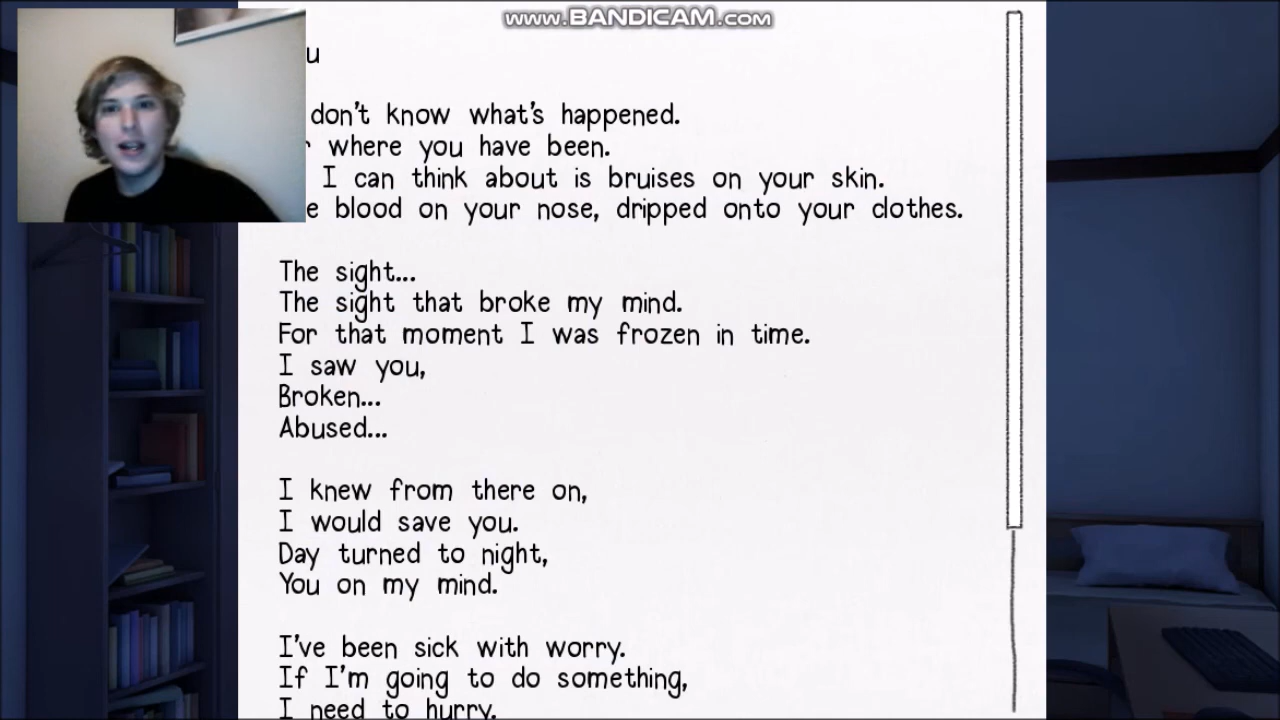 www.BANDICAM.com
u
don't know what's happened.
where you have been.
I can think about is bruises on your skin.
e blood on your nose, dripped onto your clothes.
The sight...
The sight that broke my mind.
For that moment I was frozen in time.
I saw you,
Broken...
Abused...
I knew from there on,
I would save you.
Day turned to night,
You on my mind.
I've been sick with worry.
If I'm going to do something,
I need to hurry.